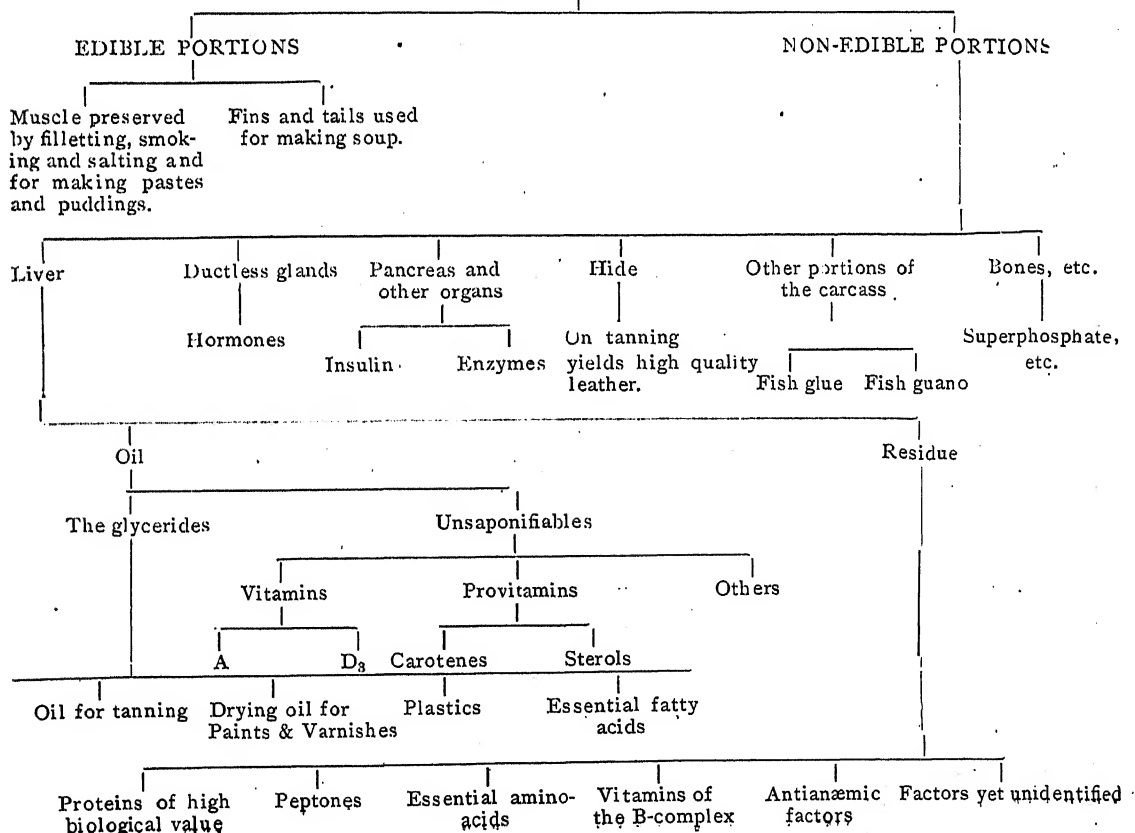 EDIBLE PORTIONS
NON-EDIBLE PORTIONS
Muscle preserved
by filletting, smok-
ing and salting and
for making pastes
and puddings.
Fins and tails used
for making soup.
Liver
Ductless glands
Pancreas and
other organs
Hide
Other portions of
the carcass
Bones, etc.
Hormones
Insulin
Enzymes
On tanning
yields high quality
leather.
Fish glue
Fish guano
Superphosphate,
etc.
Oil
Residue
The glycerides
Unsaponifiables
Vitamins
Provitamins
Others
A
D₃
Carotenes
Sterols
Oil for tanning
Drying oil for
Paints & Varnishes
Plastics
Essential fatty
acids
Proteins of high
biological value
Peptones
Essential amino-
acids
Vitamins of
the B-complex
Antianæmic
factors
Factors yet unidentified